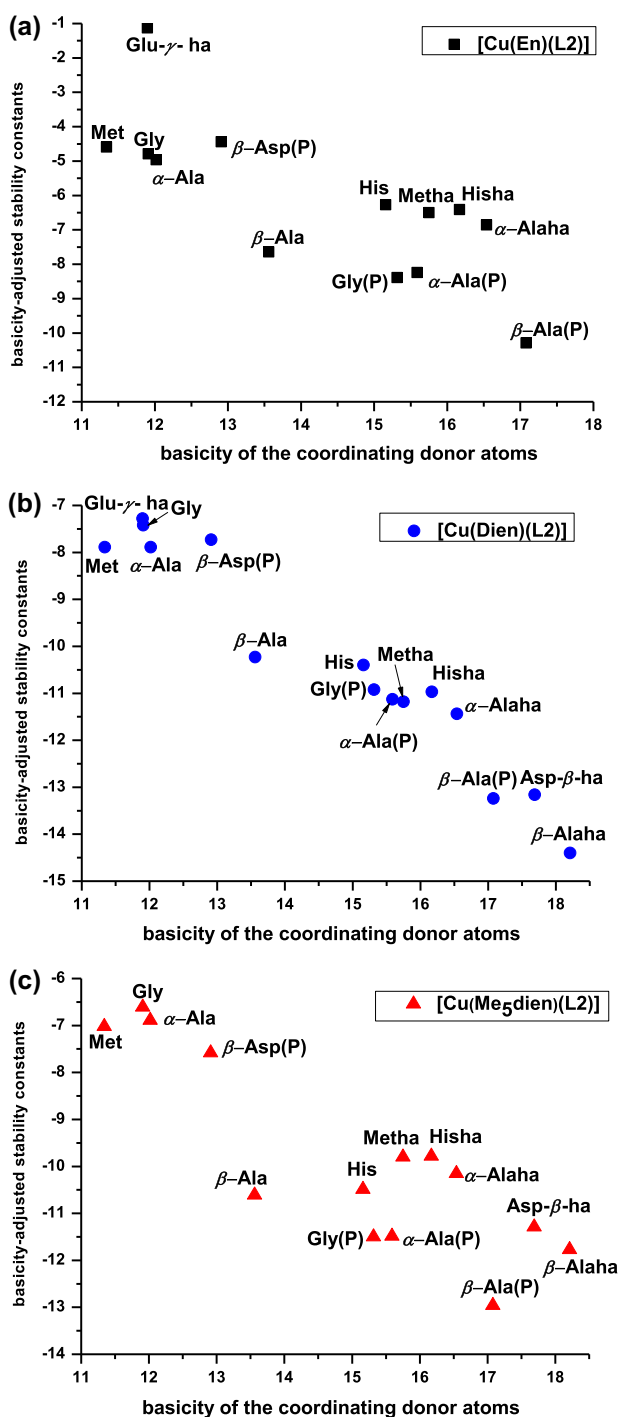 (a)
[Cu(En)(L2)]
-1
-2
-3
-4
-5
-6
-7
-8
-9
-10
-11
-12
basicity-adjusted stability constants
Glu-γ- ha
Met
Gly
α–Ala
β–Asp(P)
β–Ala
His
Metha
Hisha
α–Alaha
Gly(P)
α–Ala(P)
β–Ala(P)
11 12 13 14 15 16 17 18
basicity of the coordinating donor atoms
(b)
[Cu(Dien)(L2)]
-7
-8
-9
-10
-11
-12
-13
-14
-15
basicity-adjusted stability constants
Glu-γ- ha
Gly
Met
α–Ala
β–Asp(P)
β–Ala
His
Metha
Gly(P)
Hisha
α–Ala(P)
α–Alaha
β–Ala(P)
Asp-β-ha
β–Alaha
11 12 13 14 15 16 17 18
basicity of the coordinating donor atoms
(c)
[Cu(Me5dien)(L2)]
-6
-7
-8
-9
-10
-11
-12
-13
-14
basicity-adjusted stability constants
Gly
Met
α–Ala
β–Asp(P)
β–Ala
His
Metha
Hisha
α–Alaha
Gly(P)
α–Ala(P)
Asp-β-ha
β–Alaha
β–Ala(P)
11 12 13 14 15 16 17 18
basicity of the coordinating donor atoms